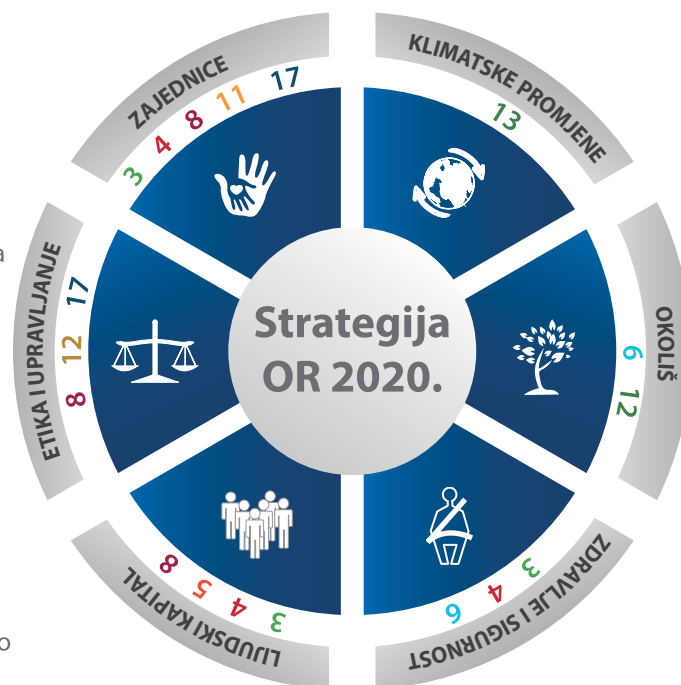 ZAJEDNICE
3 4 8 11 17
KLIMATSKE PROMJENE
13
OKOLIŠ
6 12
ZDRAVLJE I SIGURNOST
3 4 6
LJUDSKI KAPITAL
3 4 5 8
ETIKA I UPRAVLJANJE
8 12 17
Strategija
OR 2020.
a
o